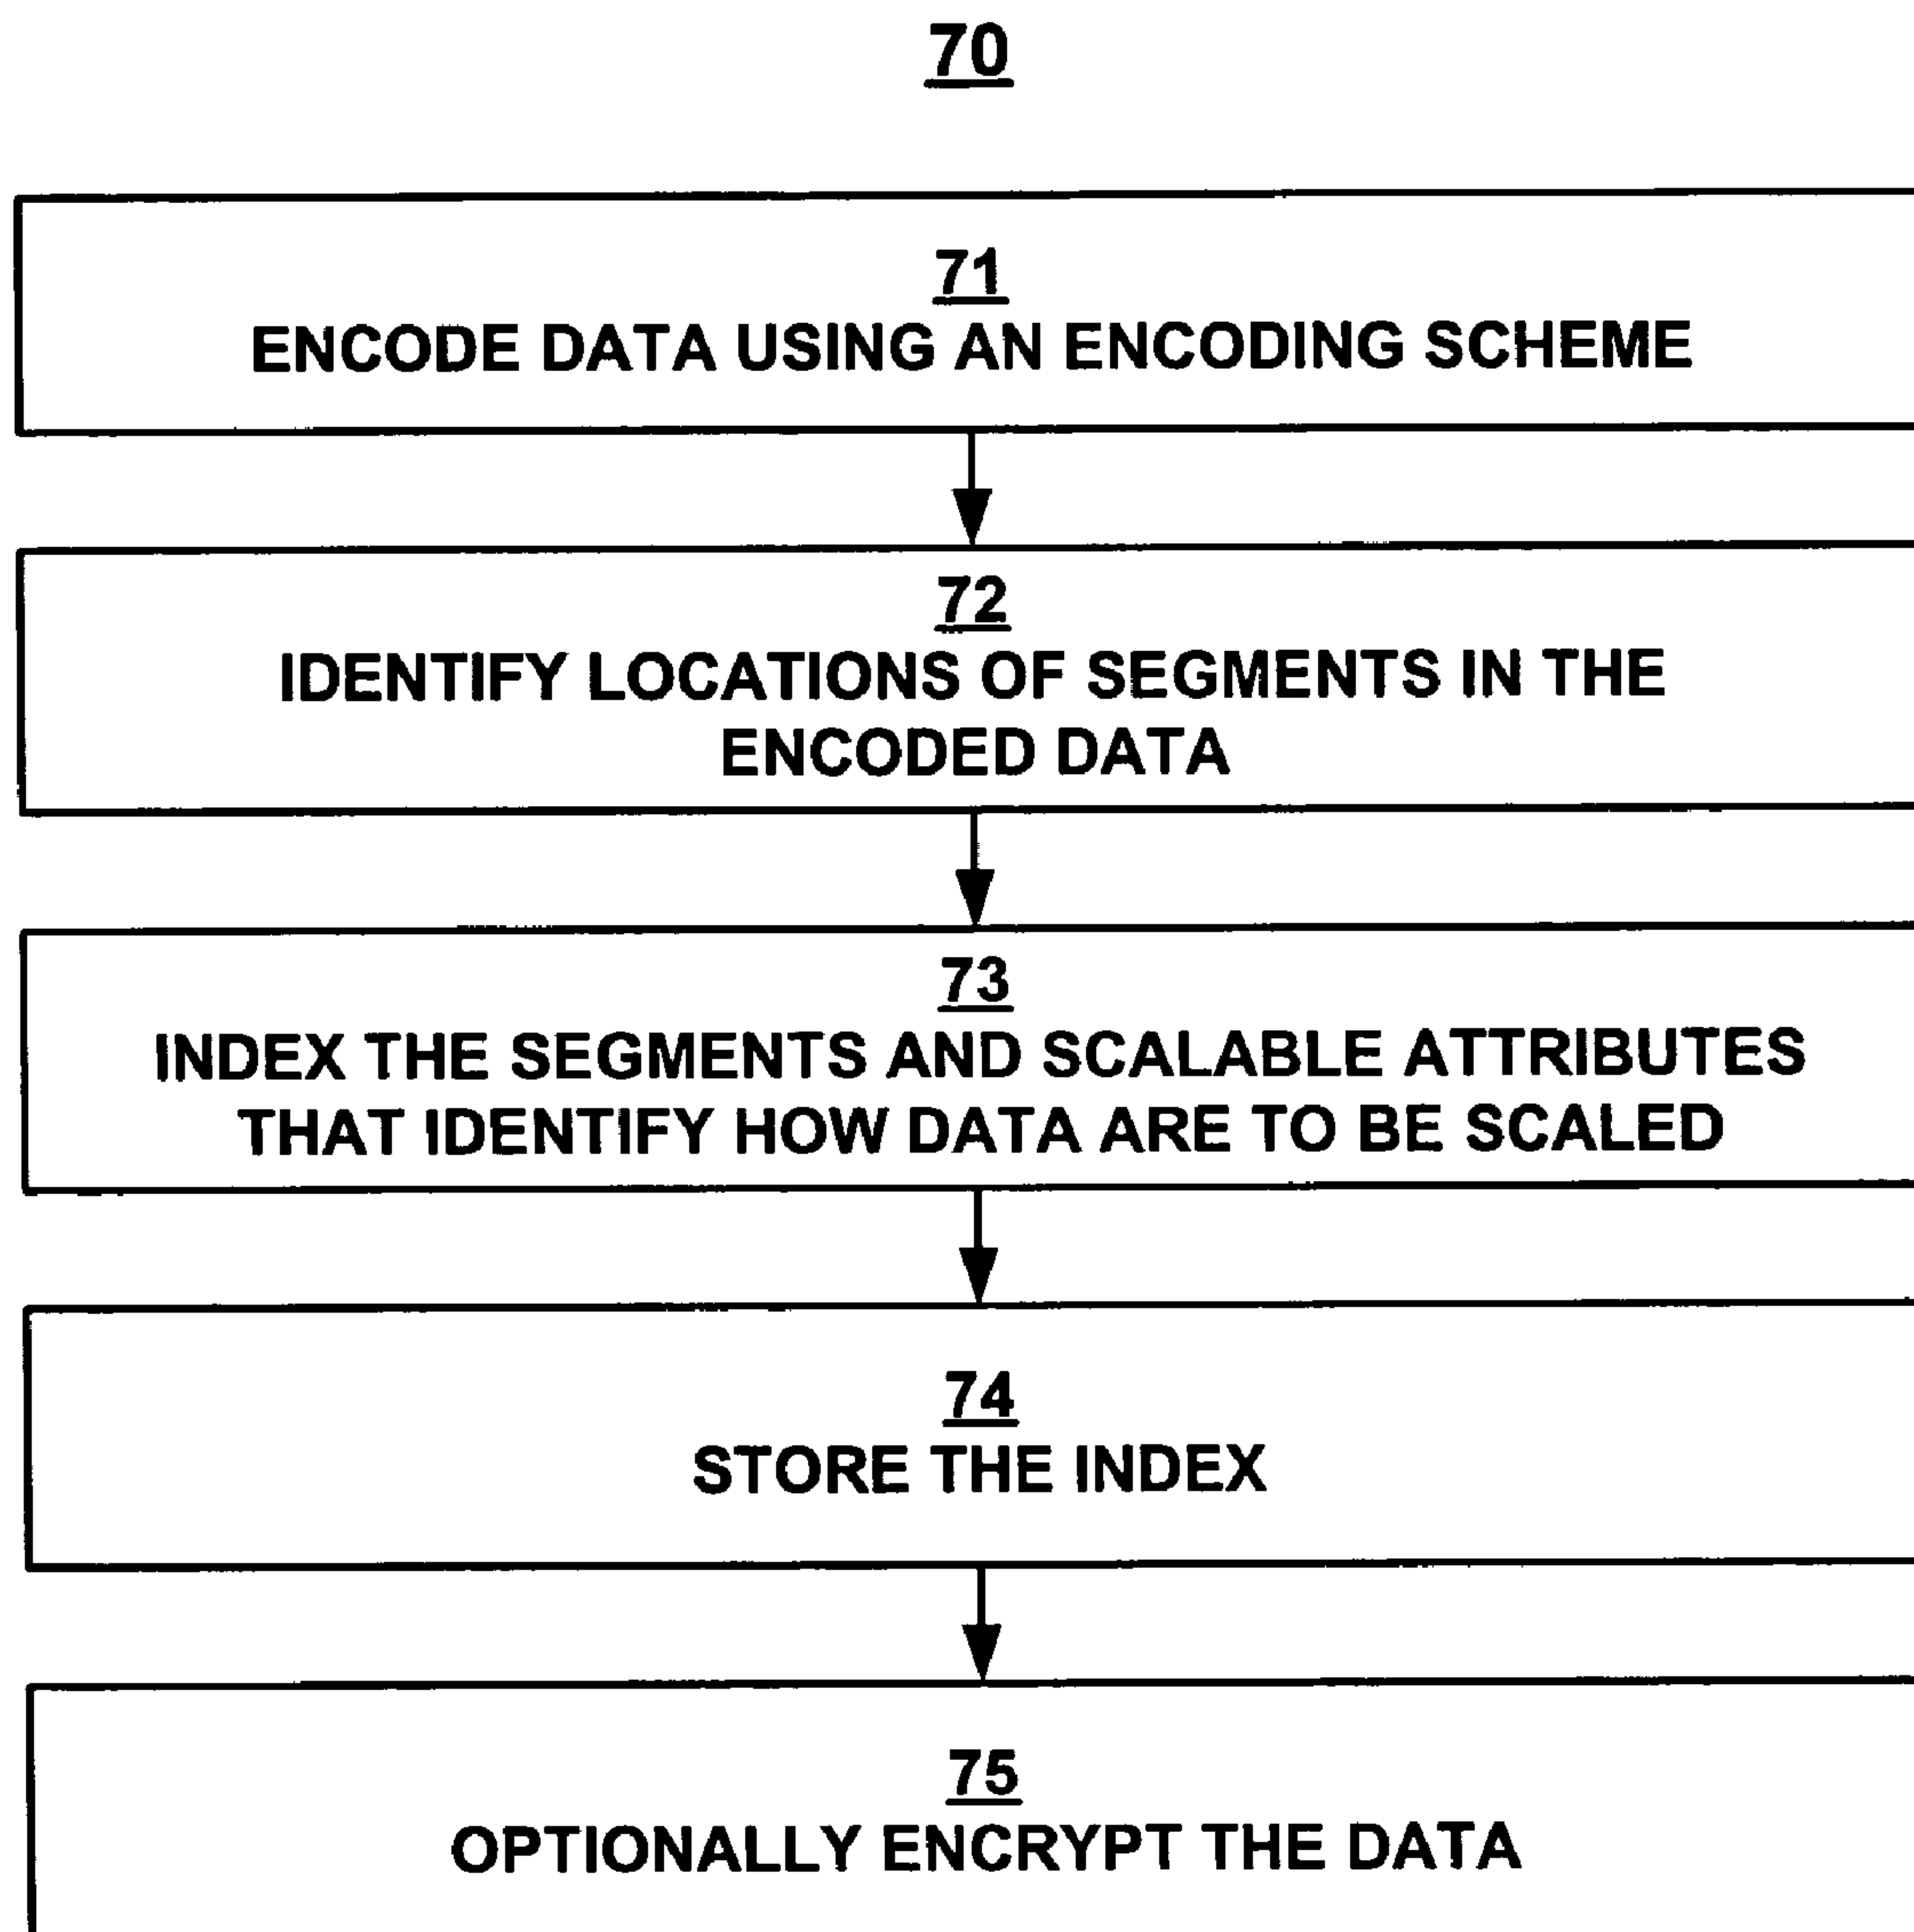 70
71
ENCODE DATA USING AN ENCODING SCHEME
72
IDENTIFY LOCATIONS OF SEGMENTS IN THE
ENCODED DATA
73
INDEX THE SEGMENTS AND SCALABLE ATTRIBUTES
THAT IDENTIFY HOW DATA ARE TO BE SCALED
74
STORE THE INDEX
75
OPTIONALLY ENCRYPT THE DATA